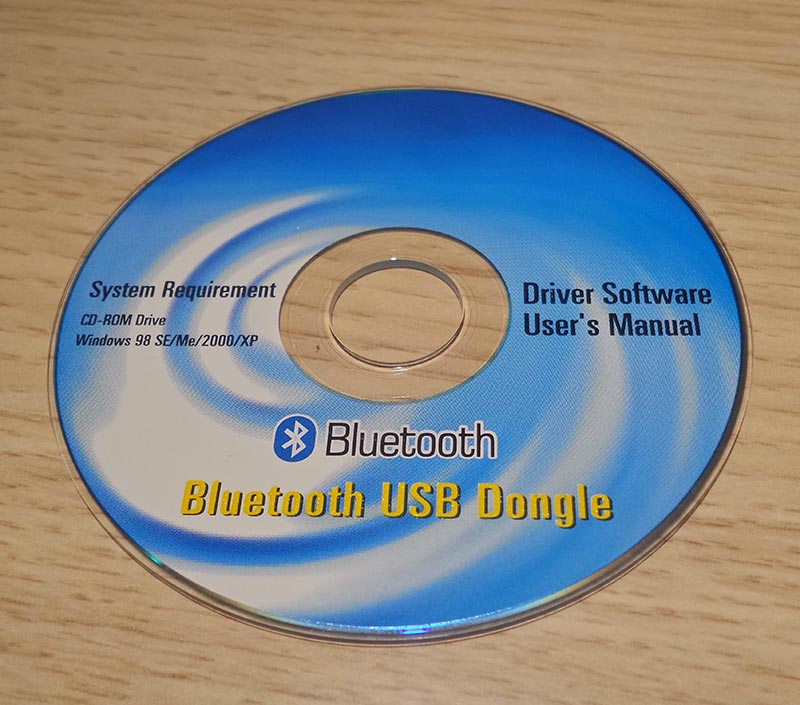 System Requirement
CD-ROM Drive
Windows 98 SE/Me/2000/XP
Driver Software
User's Manual
Bluetooth
Bluetooth USB Dongle